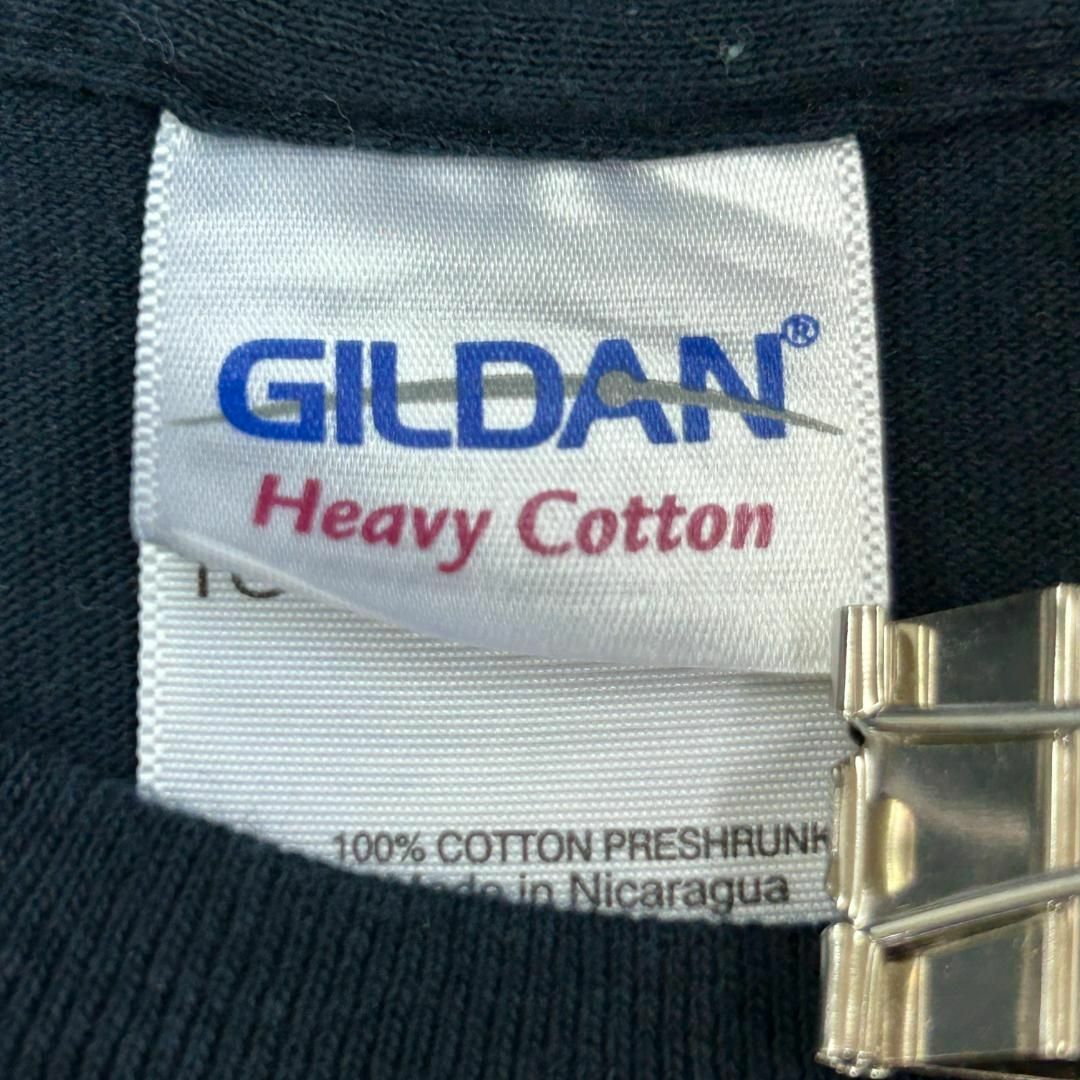 GILDAN®
Heavy Cotton
100% COTTON PRESHRUNK
Made in Nicaragua